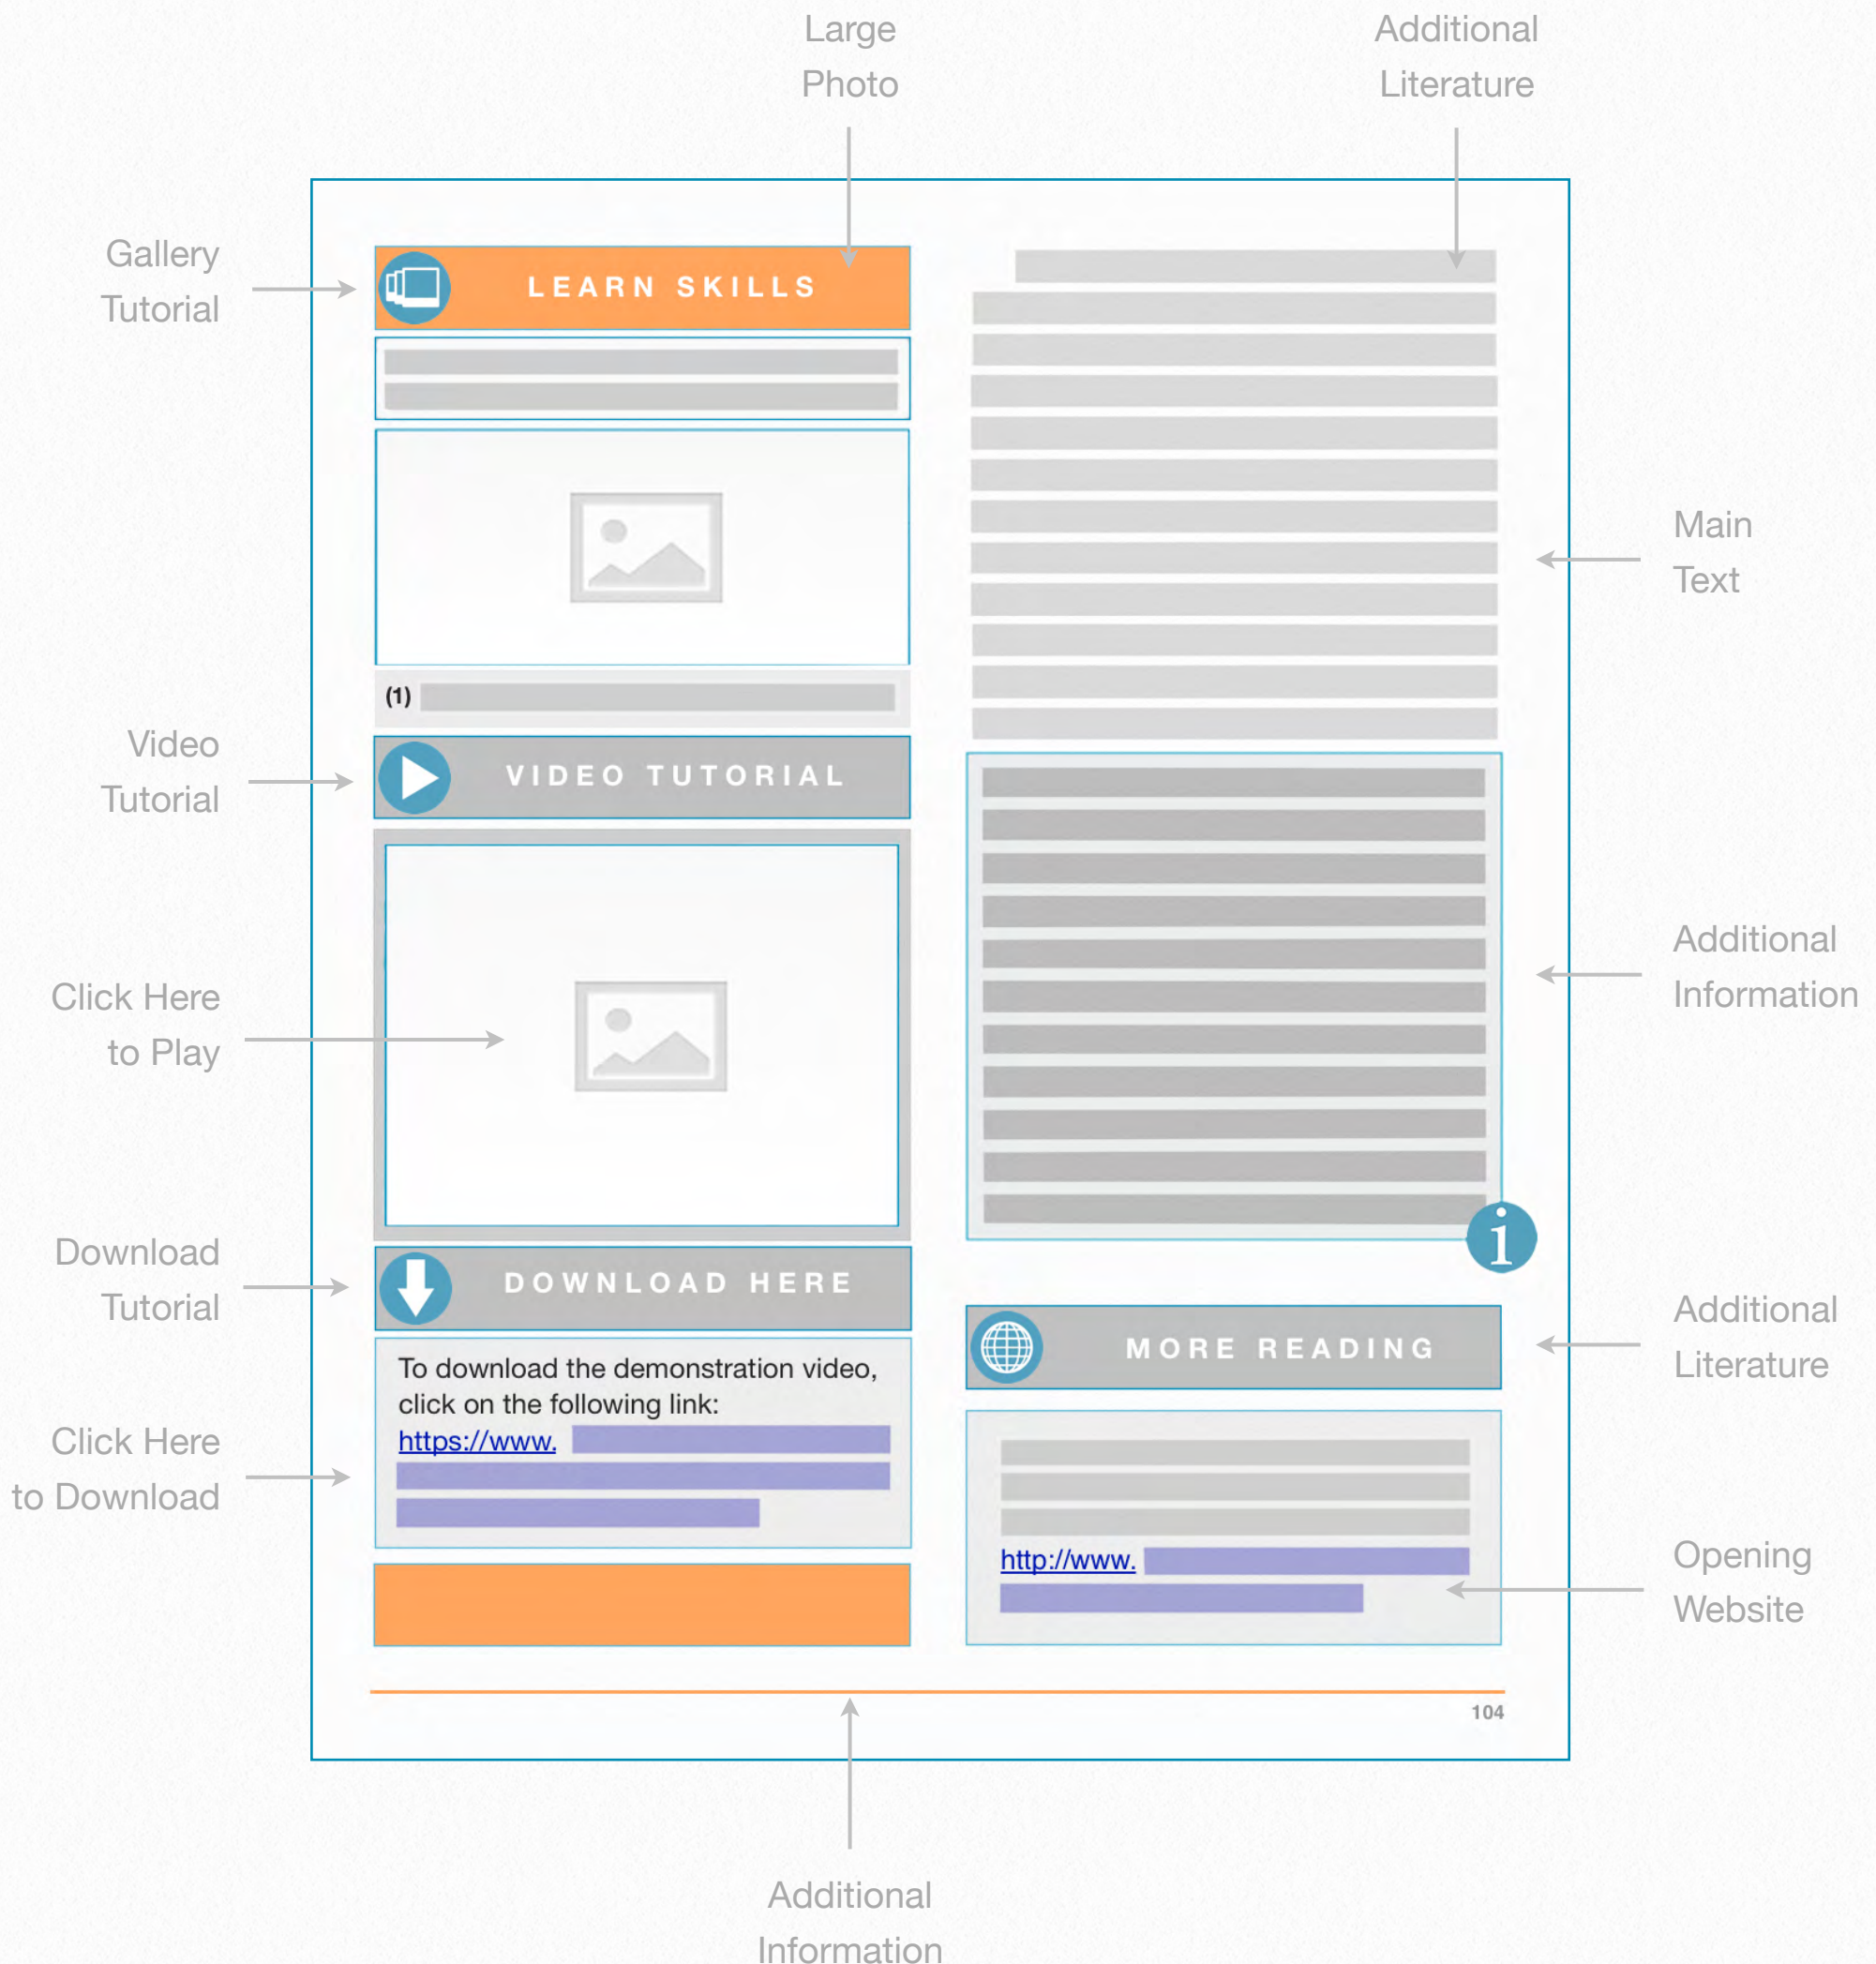 Large
Photo
Additional
Literature
Gallery
Tutorial
LEARN SKILLS
(1)
Video
Tutorial
VIDEO TUTORIAL
Click Here
to Play
Download
Tutorial
DOWNLOAD HERE
To download the demonstration video,
click on the following link:
https://www.
Click Here
to Download
Main
Text
Additional
Information
i
Additional
Literature
MORE READING
http://www.
Opening
Website
104
Additional
Information